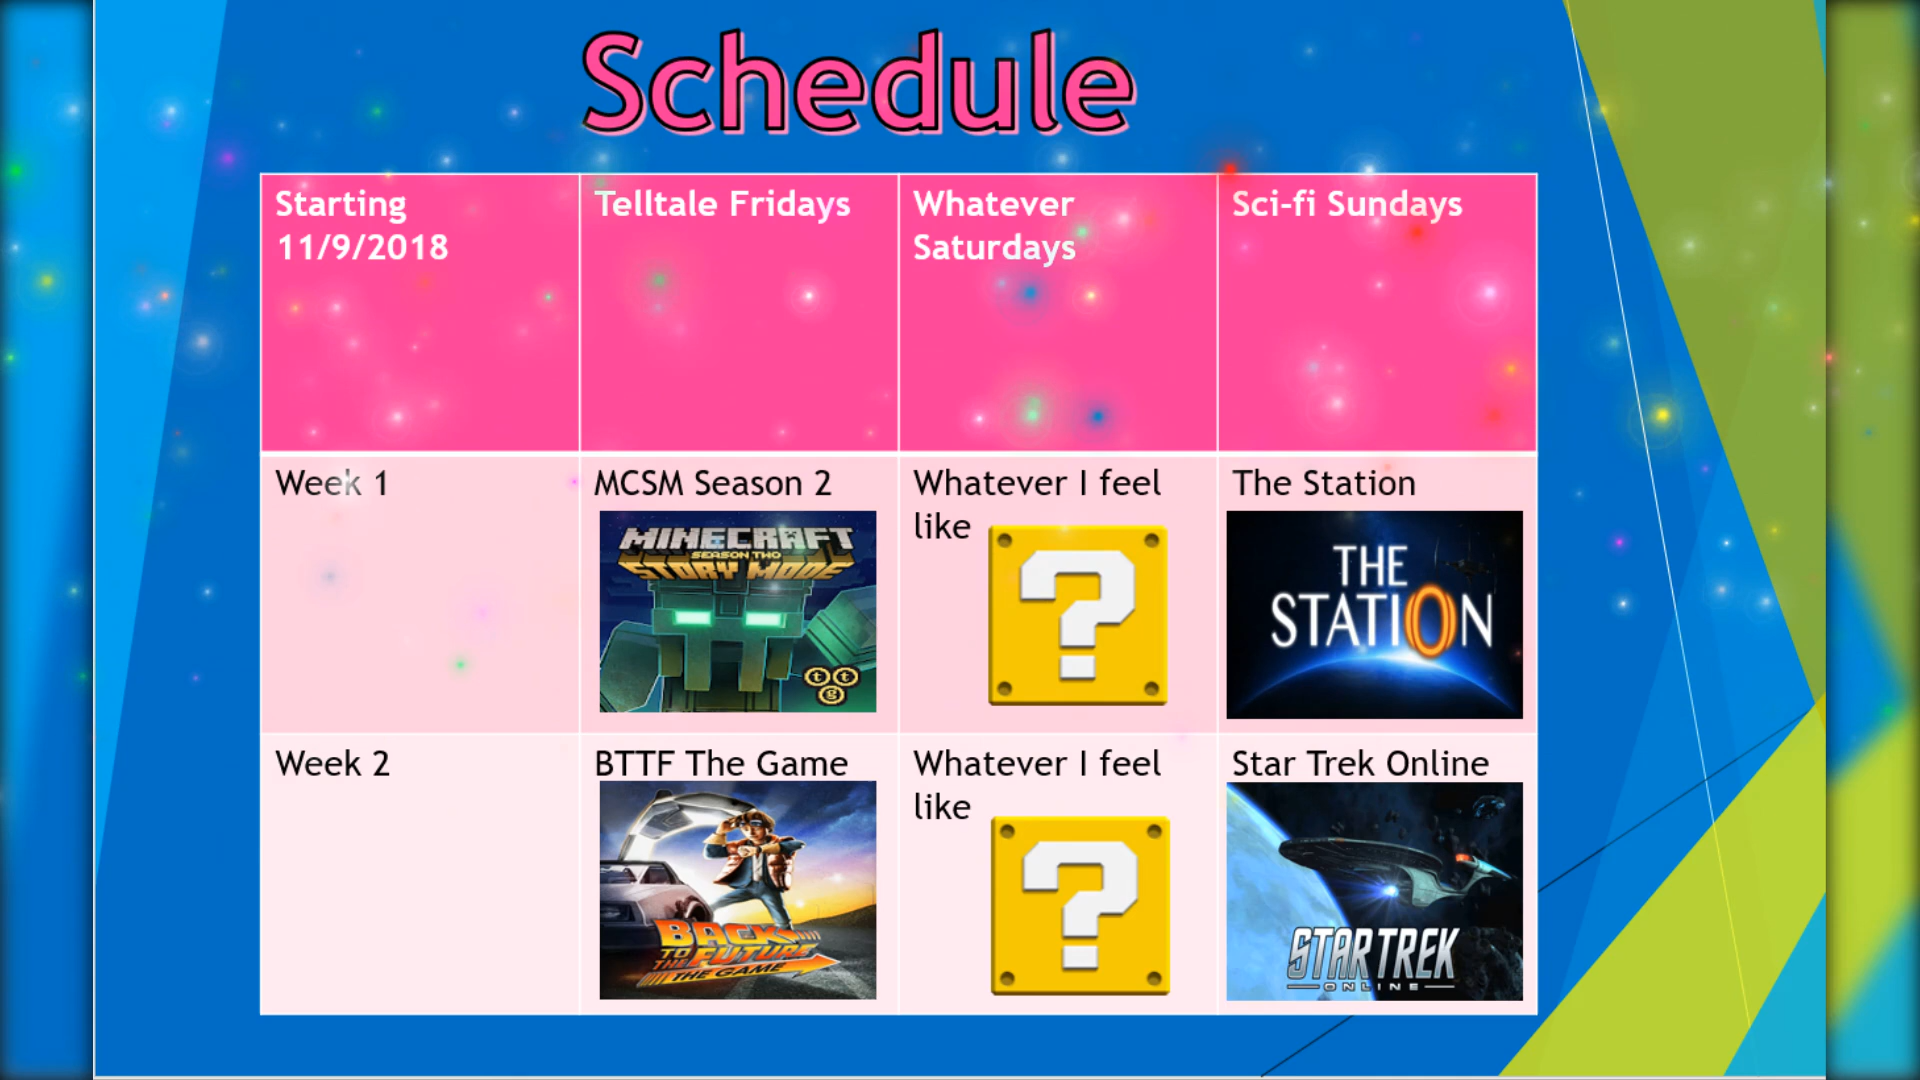 Schedule
Starting
11/9/2018
Telltale Fridays
Whatever
Saturdays
Sci-fi Sundays
Week 1
MCSM Season 2
MINECRAFT
SEASON TWO
STORY MODE
ttg
Whatever I feel
like
?
The Station
THE
STATION
Week 2
BTTF The Game
BACK
TO
THE FUTURE
THE GAME
Whatever I feel
like
?
Star Trek Online
STAR TREK
ONLINE